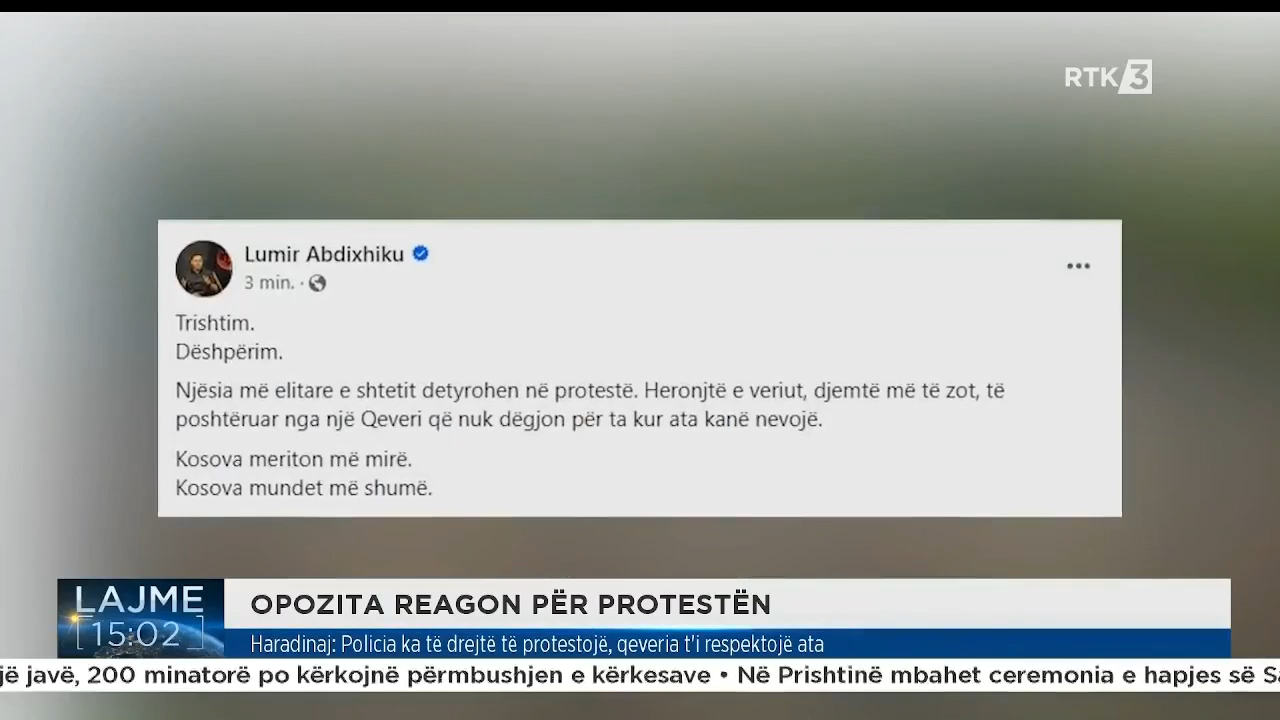 RTK 3
Lumir Abdixhiku
3 min. ·
Trishtim.
Dëshpërim.
Njësia më elitare e shtetit detyrohen në protestë. Heronjtë e veriut, djemtë më të zot, të
poshtëruar nga një Qeveri që nuk dëgjon për ta kur ata kanë nevojë.
Kosova meriton më mirë.
Kosova mundet më shumë.
LAJME
15:02
OPOZITA REAGON PËR PROTESTËN
Haradinaj: Policia ka të drejtë të protestojë, qeveria t'i respektojë ata
jë javë, 200 minatorë po kërkojnë përmbushjen e kërkesave • Në Prishtinë mbahet ceremonia e hapjes së